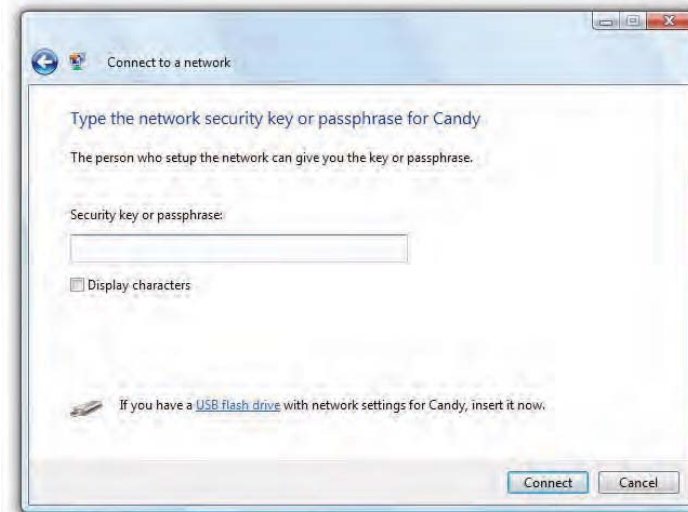 Connect to a network
Type the network security key or passphrase for Candy
The person who setup the network can give you the key or passphrase.
Security key or passphrase:
Display characters
If you have a USB flash drive with network settings for Candy, insert it now.
Connect Cancel